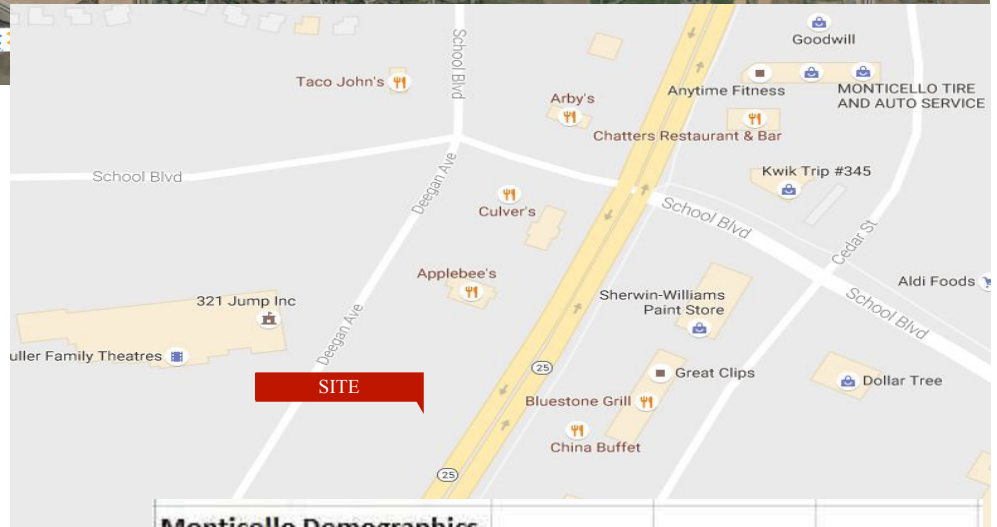 Goodwill
School Blvd
Taco John's
Anytime Fitness
MONTICELLO TIRE
AND AUTO SERVICE
Arby's
Chatters Restaurant & Bar
School Blvd
Deegan Ave
Kwik Trip #345
Culver's
School Blvd
Cedar St
Applebee's
Aldi Foods
321 Jump Inc
Sherwin-Williams
Paint Store
School Blvd
uller Family Theatres
Deegan Ave
SITE
25
Great Clips
Dollar Tree
Bluestone Grill
China Buffet
25
Monticello Demographics